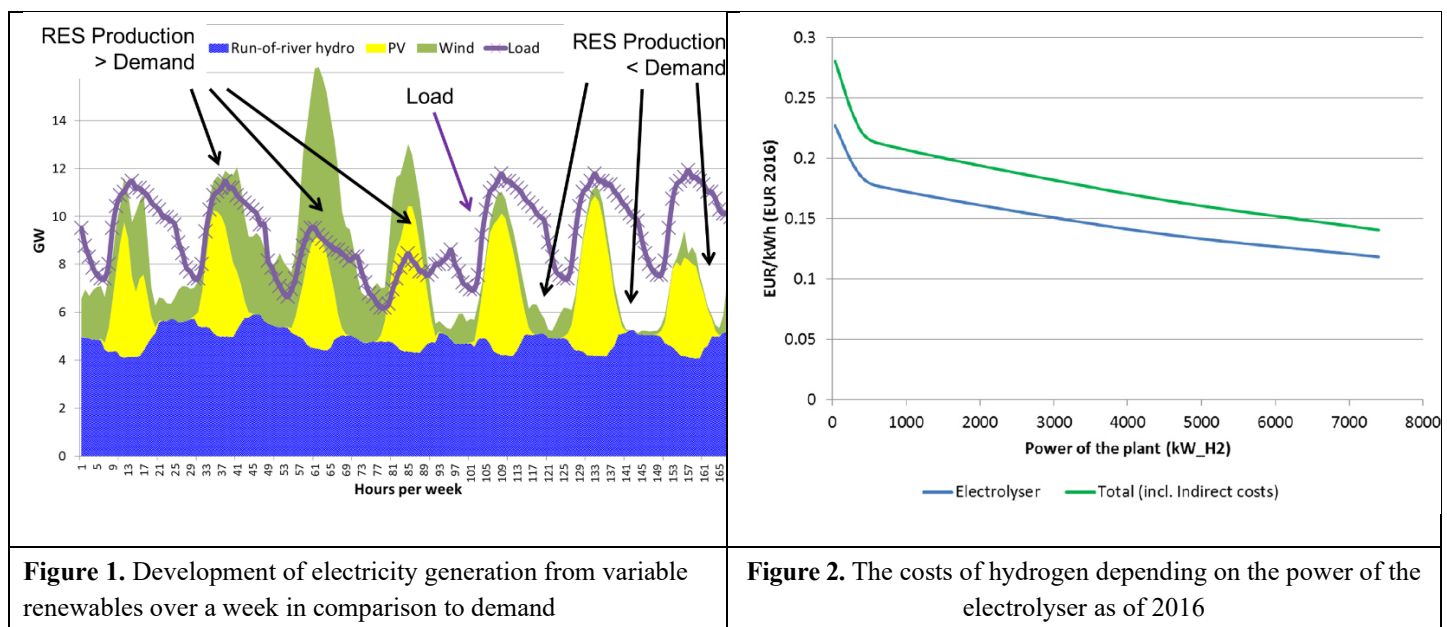 RES Production
> Demand
Run-of-river hydro PV Wind Load
RES Production
< Demand
Load
14
12
10
8
6
4
2
0
GW
1 5 9 13 17 21 25 29 33 37 41 45 49 53 57 61 65 69 73 77 81 85 89 93 97 101 105 109 113 117 121 125 129 133 137 141 145 149 153 157 161 165
Hours per week
0.3
0.25
0.2
0.15
0.1
0.05
0
EUR/kWh (EUR 2016)
0 1000 2000 3000 4000 5000 6000 7000 8000
Power of the plant (kW_H2)
Electrolyser Total (incl. Indirect costs)
Figure 1. Development of electricity generation from variable
renewables over a week in comparison to demand
Figure 2. The costs of hydrogen depending on the power of the
electrolyser as of 2016